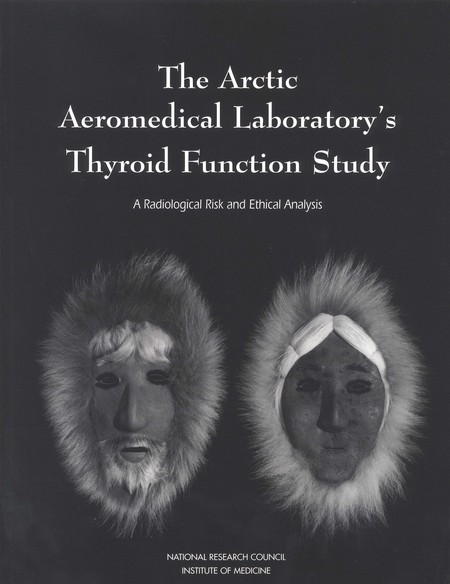 The Arctic
Aeromedical Laboratory's
Thyroid Function Study
A Radiological Risk and Ethical Analysis
NATIONAL RESEARCH COUNCIL
INSTITUTE OF MEDICINE